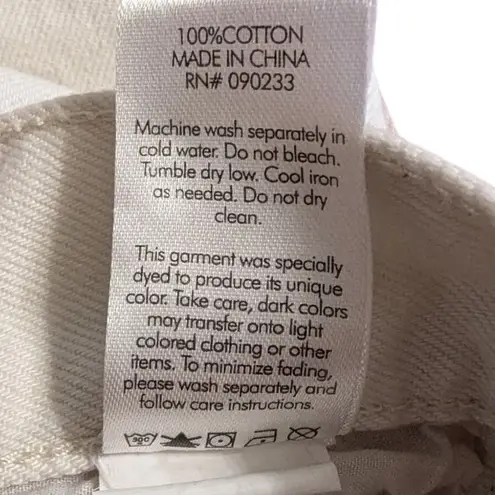 100%COTTON
MADE IN CHINA
RN# 090233
Machine wash separately in
cold water. Do not bleach.
Tumble dry low. Cool iron
as needed. Do not dry
clean.
This garment was specially
dyed to produce its unique
color. Take care, dark colors
may transfer onto light
colored clothing or other
items. To minimize fading,
please wash separately and
follow care instructions.